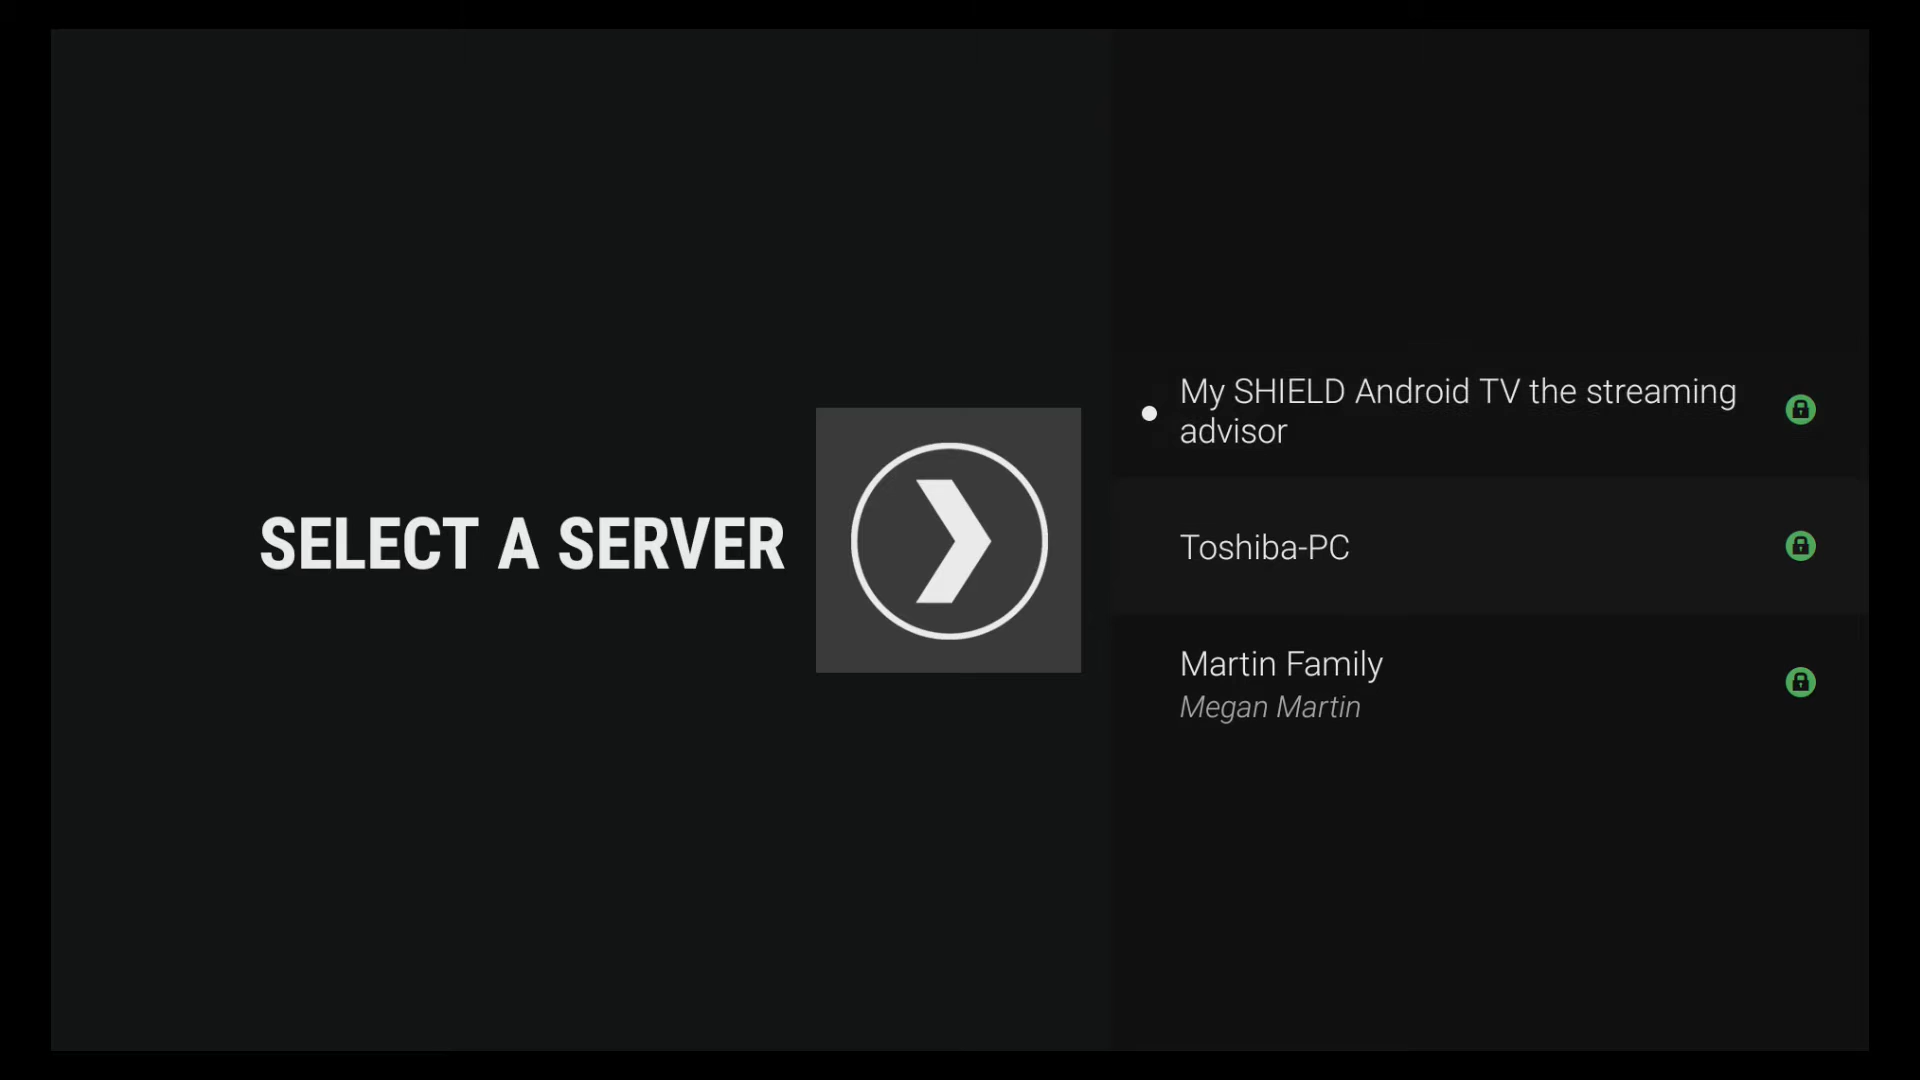 SELECT A SERVER
My SHIELD Android TV the streaming
advisor
Toshiba-PC
Martin Family
Megan Martin